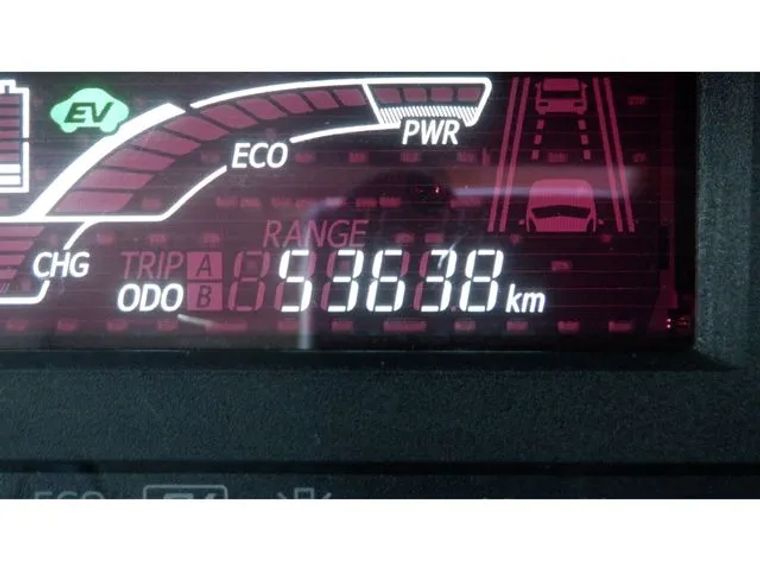 EV
PWR
ECO
RANGE
CHG
TRIP A
ODO B 53638 km